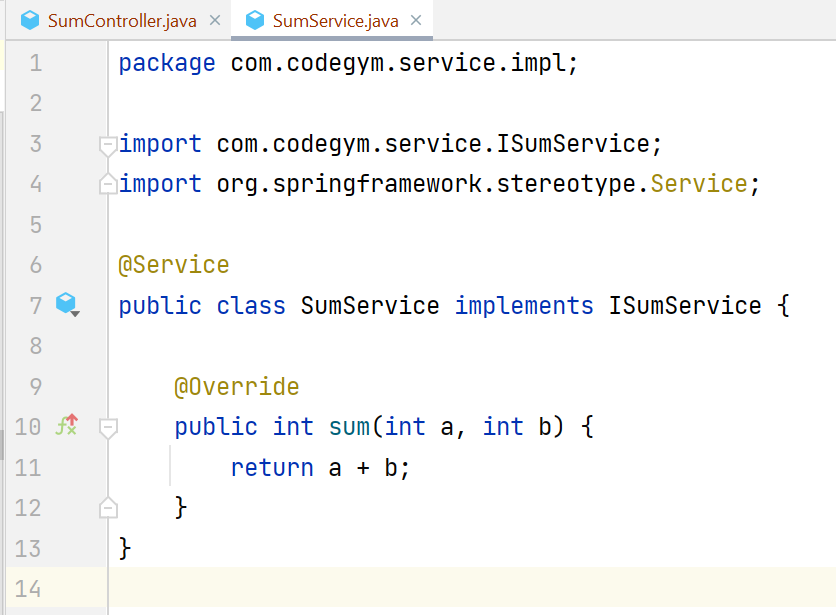 SumController.java SumService.java
1 package com.codegym.service.impl;
2
3 import com.codegym.service.ISumService;
4 import org.springframework.stereotype.Service;
5
6 @Service
7 public class SumService implements ISumService {
8
9 @Override
10 public int sum(int a, int b) {
11 return a + b;
12 }
13 }
14